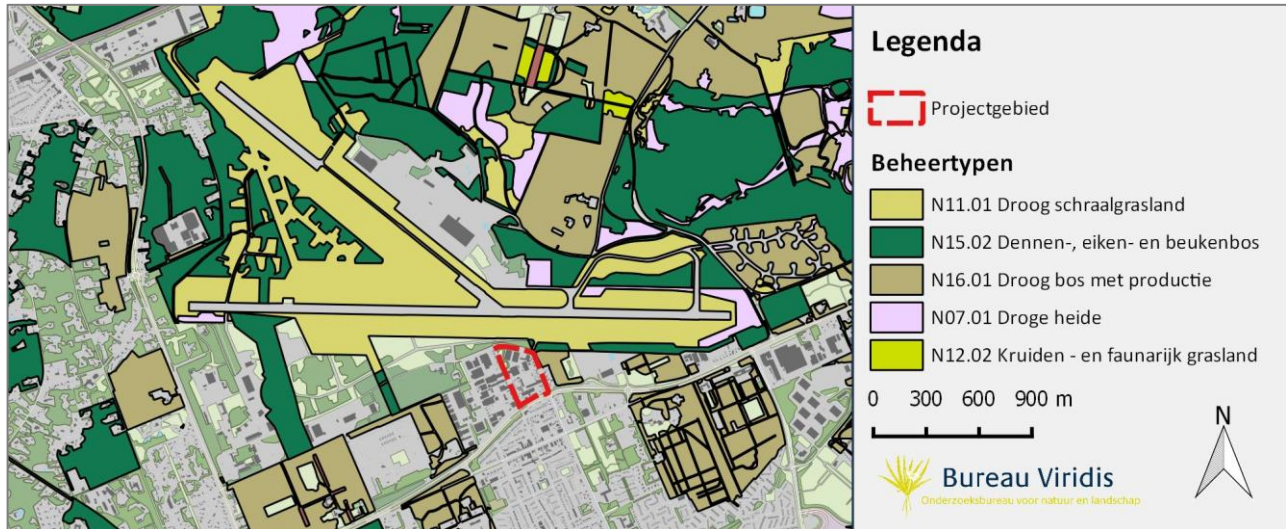 Legenda
Projectgebied
Beheertypen
N11.01 Droog schraalgrasland
N15.02 Dennen-, eiken- en beukenbos
N16.01 Droog bos met productie
N07.01 Droge heide
N12.02 Kruiden - en faunarijk grasland
0 300 600 900 m
N
Bureau Viridis
Onderzoeksbureau voor natuur en landschap